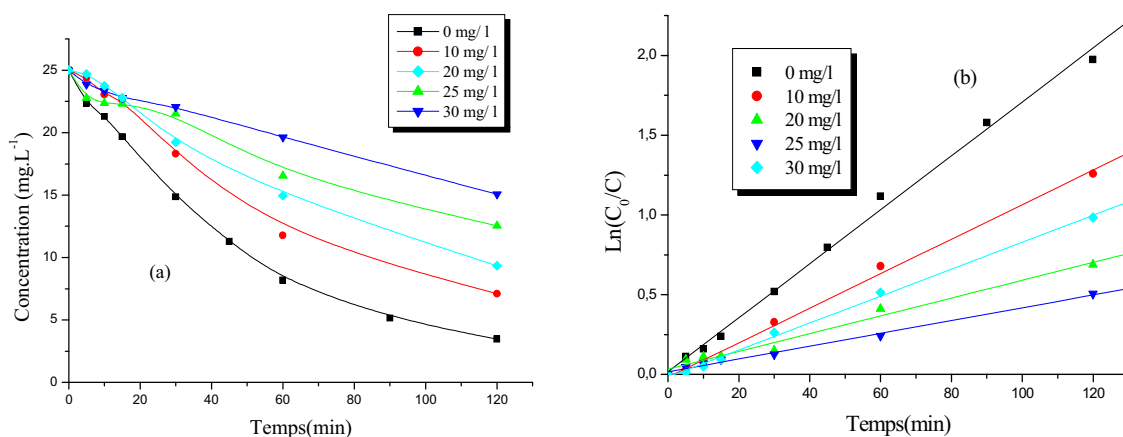 0 mg/ l
10 mg/ l
20 mg/ l
25 mg/ l
30 mg/ l
Concentration (mg.L⁻¹)
25
20
15
10
5
0
(a)
0 20 40 60 80 100 120
Temps(min)
(b)
0 mg/l
10 mg/l
20 mg/l
25 mg/l
30 mg/l
Ln(C₀/C)
2,0
1,5
1,0
0,5
0,0
0 20 40 60 80 100 120
Temps(min)